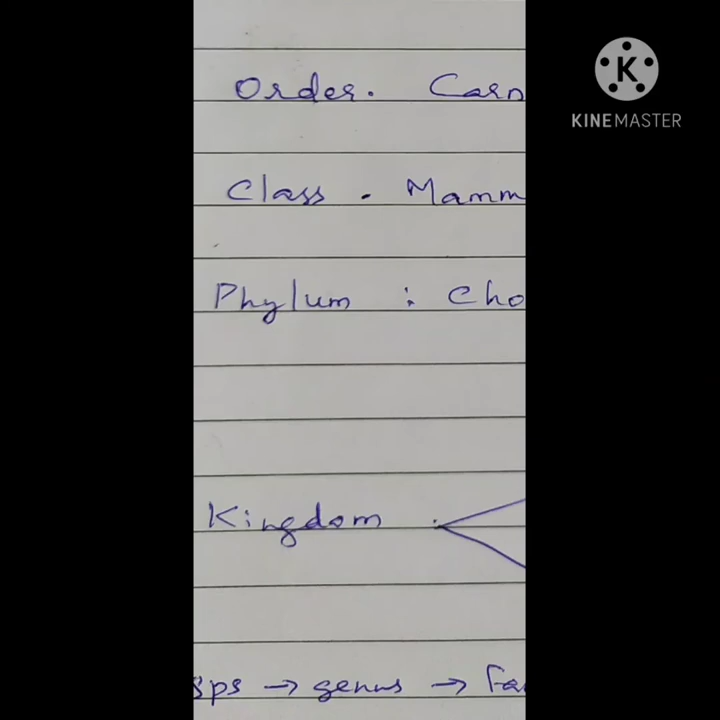 Order. Carn
K
KINEMASTER
Class. Mamm
Phylum : Cho
Kingdom
sps → genus → Fa